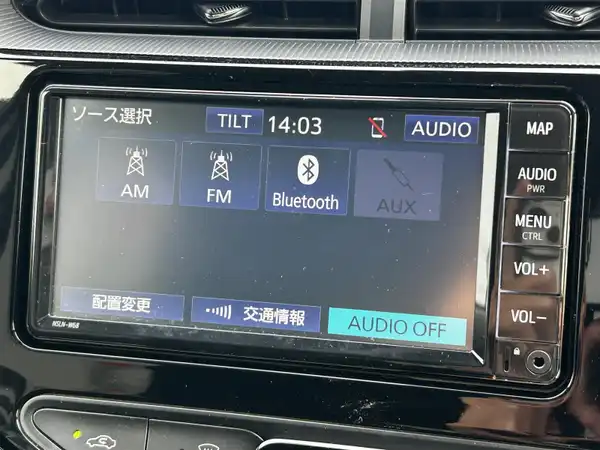 ソース選択 TILT 14:03 AUDIO
AM FM Bluetooth AUX
配置変更 交通情報 AUDIO OFF
NSLN-W68
MAP
AUDIO
PWR
MENU
CTRL
VOL+
VOL-